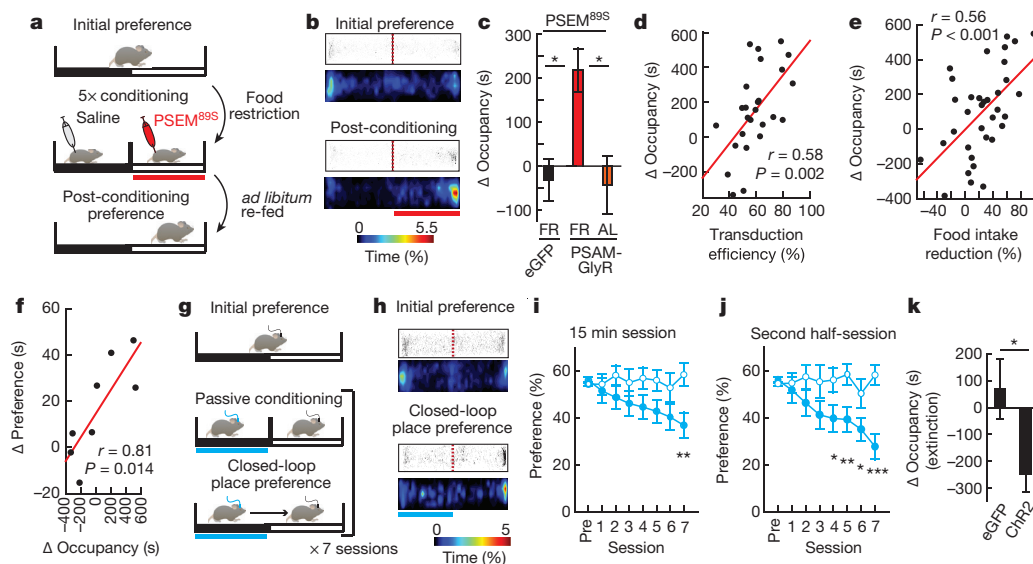 a
Initial preference
5× conditioning
Saline
PSEM89S
Food
restriction
Post-conditioning
preference
ad libitum
re-fed
b
Initial preference
Post-conditioning
0
5.5
Time (%)
c
PSEM89S
*
*
Δ Occupancy (s)
300
200
100
0
−100
FR
FR
AL
eGFP
PSAM-
GlyR
d
Δ Occupancy (s)
600
400
200
0
−200
r = 0.58
P = 0.002
20
60
100
Transduction
efficiency
(%)
e
r = 0.56
P < 0.001
Δ Occupancy (s)
600
400
200
0
−200
−400
−40
0
40
80
Food intake
reduction
(%)
f
Δ Preference (s)
60
40
20
0
−20
r = 0.81
P = 0.014
−400
−200
0
200
400
600
Δ Occupancy (s)
g
Initial preference
Passive conditioning
Closed-loop
place preference
× 7 sessions
h
Initial preference
Closed-loop
place preference
0
5
Time (%)
i
15 min session
Preference (%)
80
60
40
0
**
Pre
1
2
3
4
5
6
7
Session
j
Second half-session
Preference (%)
80
60
40
0
*
**
*
***
Pre
1
2
3
4
5
6
7
Session
k
*
Δ Occupancy (s)
(extinction)
200
100
0
−100
−200
−300
eGFP
ChR2